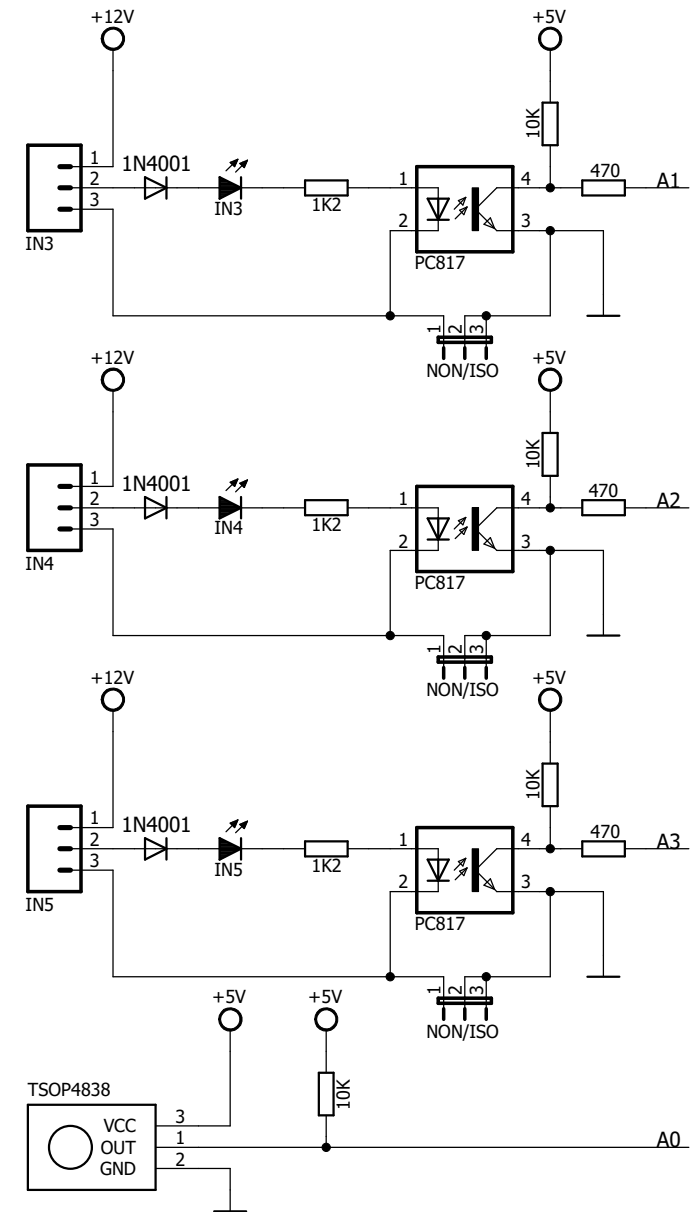 +12V
+5V
10K
1
1N4001
470
2
1
4
A1
3
IN3
1K2
2
3
IN3
PC817
1
2
3
NON/ISO
+12V
+5V
10K
1
1N4001
470
2
1
4
A2
3
IN4
1K2
2
3
IN4
PC817
1
2
3
NON/ISO
+12V
+5V
10K
1
1N4001
470
2
1
4
A3
3
IN5
1K2
2
3
IN5
PC817
1
2
3
+5V
+5V
NON/ISO
TSOP4838
10K
VCC
3
OUT
1
A0
GND
2